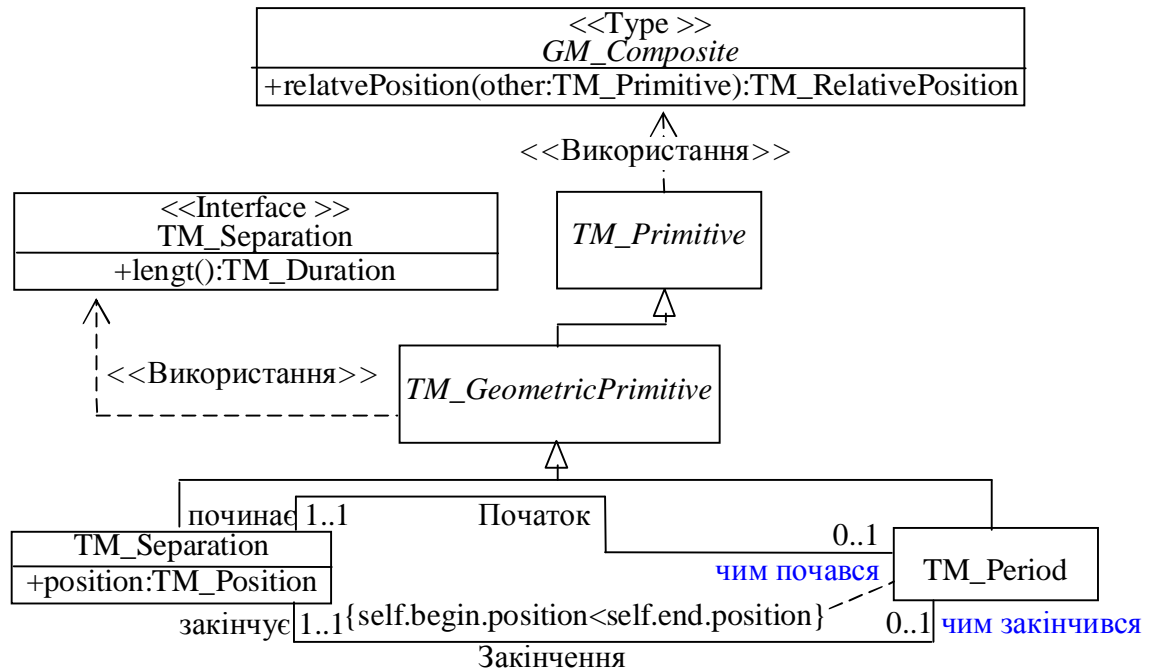 <<Type >>
GM_Composite
+relatvePosition(other:TM_Primitive):TM_RelativePosition
<<Використання>>
<<Interface >>
TM_Separation
+lengt():TM_Duration
TM_Primitive
<<Використання>>
TM_GeometricPrimitive
починає 1..1
Початок
0..1
TM_Separation
+position:TM_Position
чим почався
TM_Period
закінчує 1..1 {self.begin.position<self.end.position}
0..1 чим закінчився
Закінчення